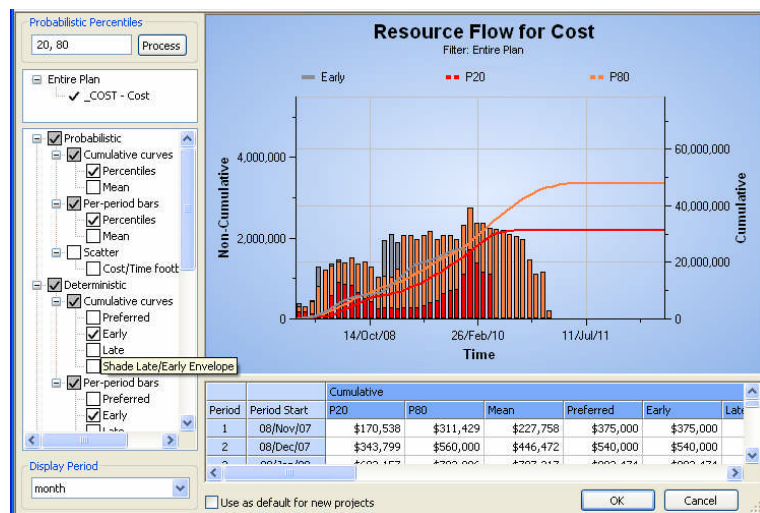 Probabilistic Percentiles
20, 80
Process
Entire Plan
_COST - Cost
Probabilistic
Cumulative curves
Percentiles
Mean
Per-period bars
Percentiles
Mean
Scatter
Cost/Time footb
Deterministic
Cumulative curves
Preferred
Early
Late
Shade Late/Early Envelope
Per-period bars
Preferred
Early
Late
Display Period
month
Resource Flow for Cost
Filter: Entire Plan
Early P20 P80
Non-Cumulative
4,000,000
2,000,000
0
60,000,000
40,000,000
20,000,000
0
Cumulative
14/Oct/08 26/Feb/10 11/Jul/11
Time
Cumulative
Period Period Start P20 P80 Mean Preferred Early Late
1 08/Nov/07 $170,538 $311,429 $227,758 $375,000 $375,000
2 08/Dec/07 $343,799 $560,000 $446,472 $540,000 $540,000
Use as default for new projects
OK
Cancel